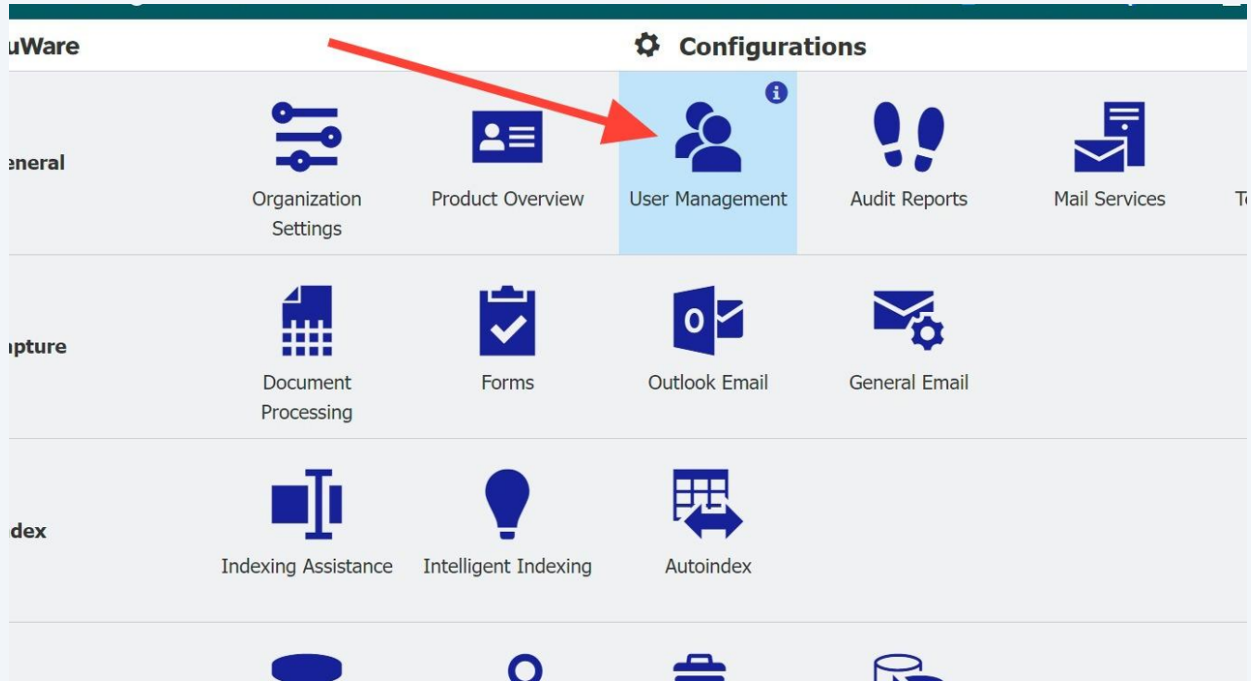 uWare
Configurations
eneral
Organization
Settings
Product Overview
User Management
Audit Reports
Mail Services
apture
Document
Processing
Forms
Outlook Email
General Email
dex
Indexing Assistance
Intelligent Indexing
Autoindex